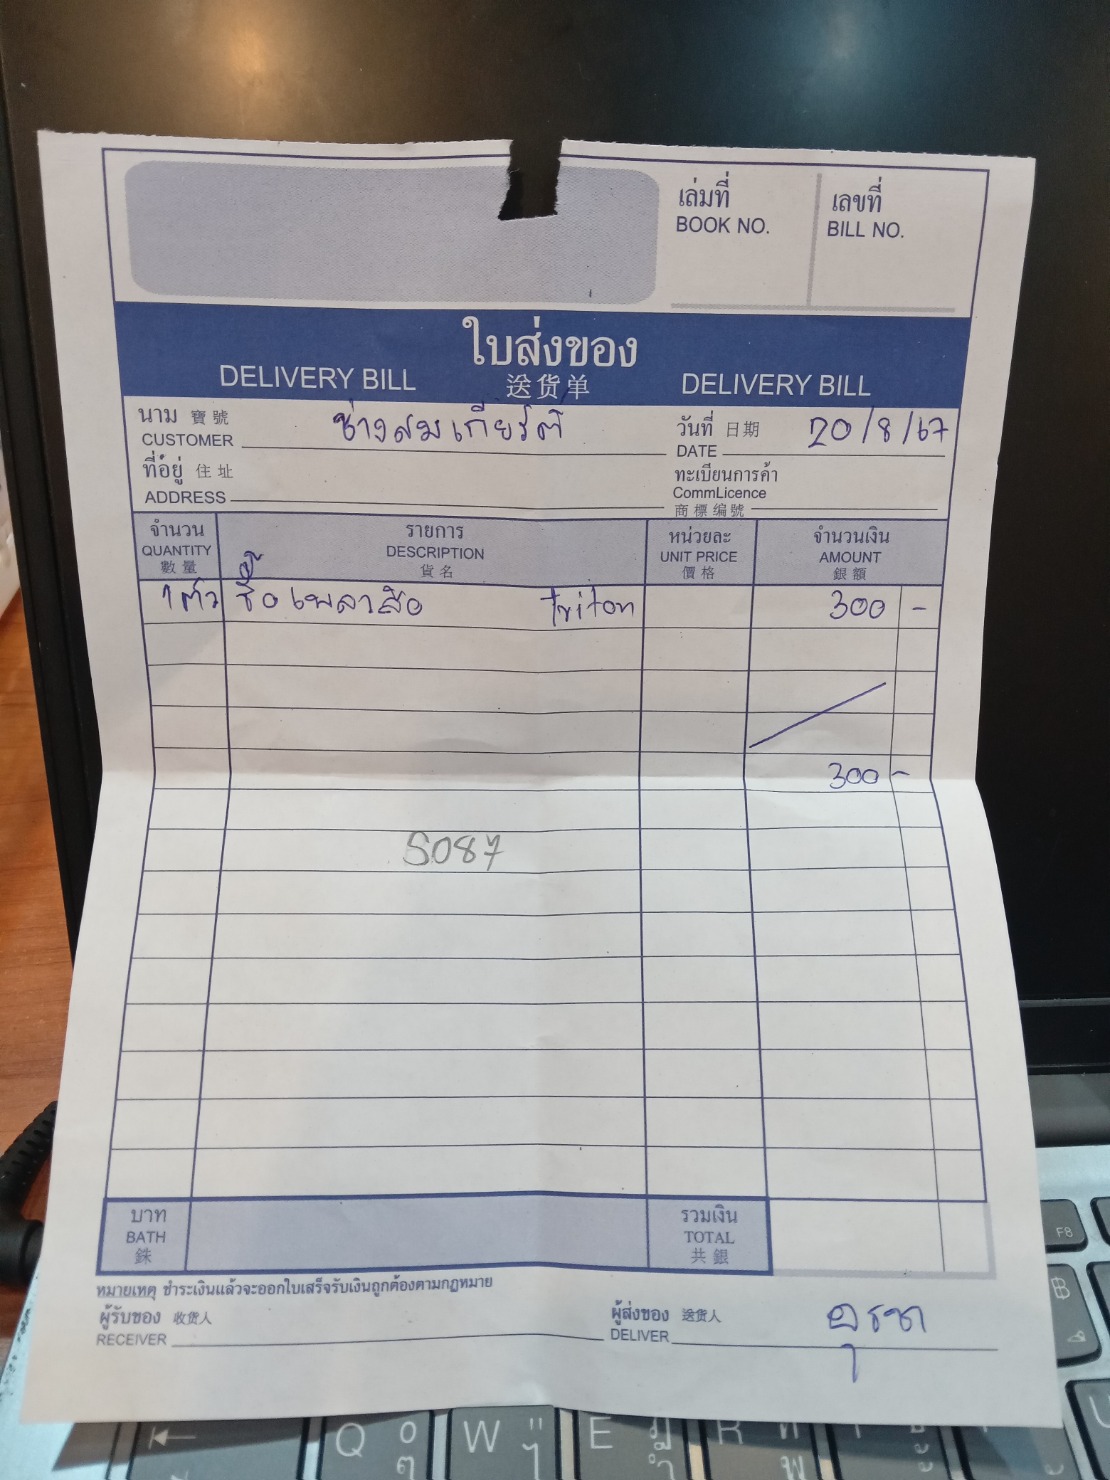 เล่มที่ เลขที่
BOOK NO. BILL NO.
ใบส่งของ
DELIVERY BILL 送货单 DELIVERY BILL
นาม 寶號 ช่างสมเกียรติ วันที่ 日期 20/8/67
CUSTOMER DATE
ที่อยู่ 住址 ทะเบียนการค้า
ADDRESS CommLicence
商標编號
จำนวน รายการ หน่วยละ จำนวนเงิน
QUANTITY DESCRIPTION UNIT PRICE AMOUNT
數量 貨名 價格 銀額
1 ตัว ซื้อเพลาล้อ Triton 300 -
300 -
S087
บาท รวมเงิน
BATH TOTAL
銖 共銀
หมายเหตุ ชำระเงินแล้วจะออกใบเสร็จรับเงินถูกต้องตามกฎหมาย
ผู้รับของ 收货人 ผู้ส่งของ 送货人
RECEIVER DELIVER